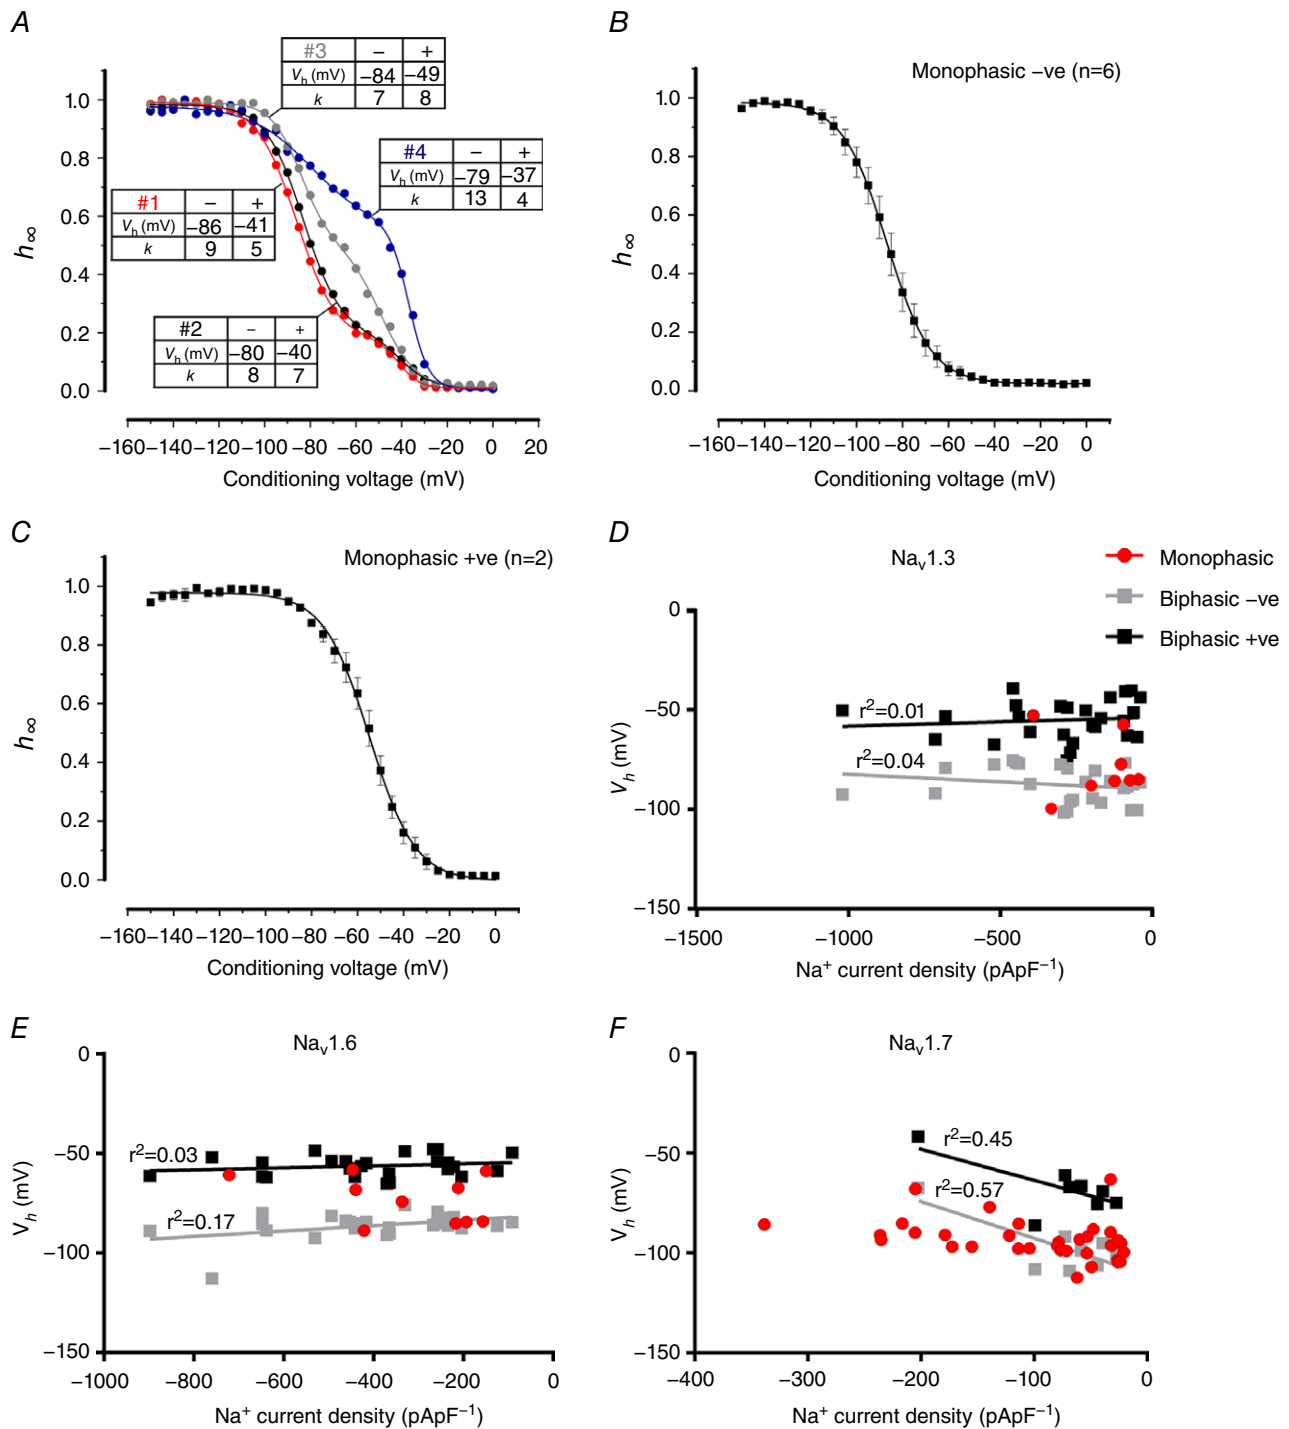 A
#3 − +
Vh (mV) −84 −49
k 7 8
#4 − +
Vh (mV) −79 −37
k 13 4
#1 − +
Vh (mV) −86 −41
k 9 5
#2 − +
Vh (mV) −80 −40
k 8 7
1.0
0.8
0.6
0.4
0.2
0.0
h∞
−160 −140 −120 −100 −80 −60 −40 −20 0 20
Conditioning voltage (mV)
B
Monophasic −ve (n=6)
1.0
0.8
0.6
0.4
0.2
0.0
h∞
−160 −140 −120 −100 −80 −60 −40 −20 0
Conditioning voltage (mV)
C
Monophasic +ve (n=2)
1.0
0.8
0.6
0.4
0.2
0.0
h∞
−160 −140 −120 −100 −80 −60 −40 −20 0
Conditioning voltage (mV)
D
Nav1.3
Monophasic
Biphasic −ve
Biphasic +ve
0
−50
−100
−150
Vh (mV)
r²=0.01
r²=0.04
−1500 −1000 −500 0
Na⁺ current density (pApF⁻¹)
E
Nav1.6
0
−50
−100
−150
Vh (mV)
r²=0.03
r²=0.17
−1000 −800 −600 −400 −200 0
Na⁺ current density (pApF⁻¹)
F
Nav1.7
0
−50
−100
−150
Vh (mV)
r²=0.45
r²=0.57
−400 −300 −200 −100 0
Na⁺ current density (pApF⁻¹)